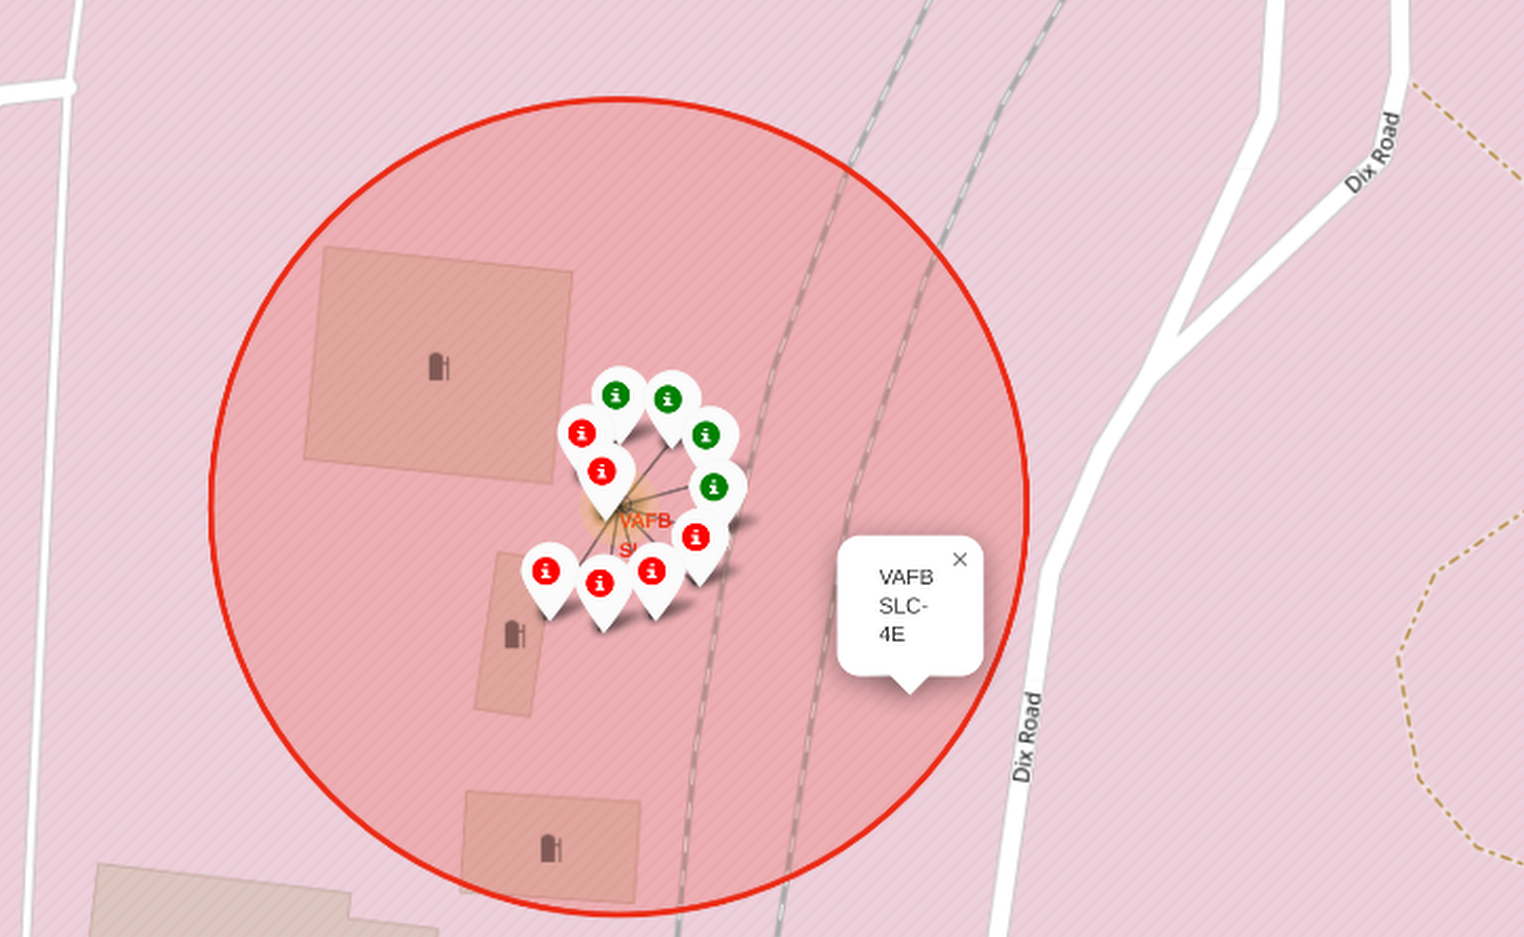 Dix Road
VAFB
VAFB
SLC-
4E
×
Dix Road